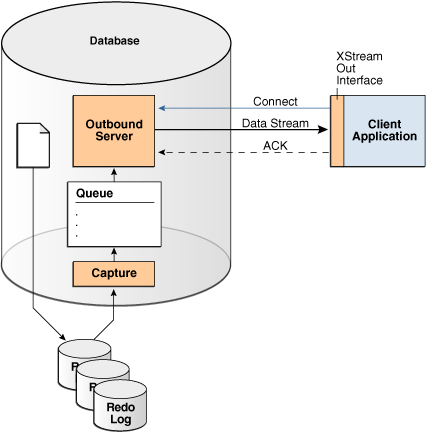 Database
XStream
Out
Interface
Outbound
Server
Connect
Data Stream
ACK
Client
Application
Queue
.
.
.
Capture
R
R
Redo
Log